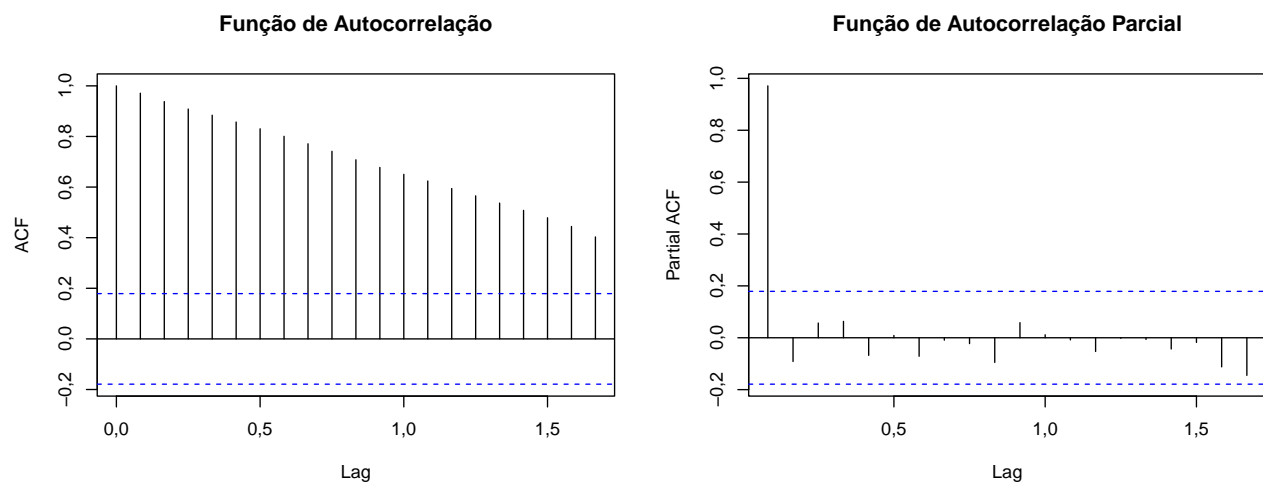 Função de Autocorrelação
ACF
1,0
0,8
0,6
0,4
0,2
0,0
−0,2
0,0 0,5 1,0 1,5
Lag
Função de Autocorrelação Parcial
Partial ACF
1,0
0,8
0,6
0,4
0,2
0,0
−0,2
0,5 1,0 1,5
Lag